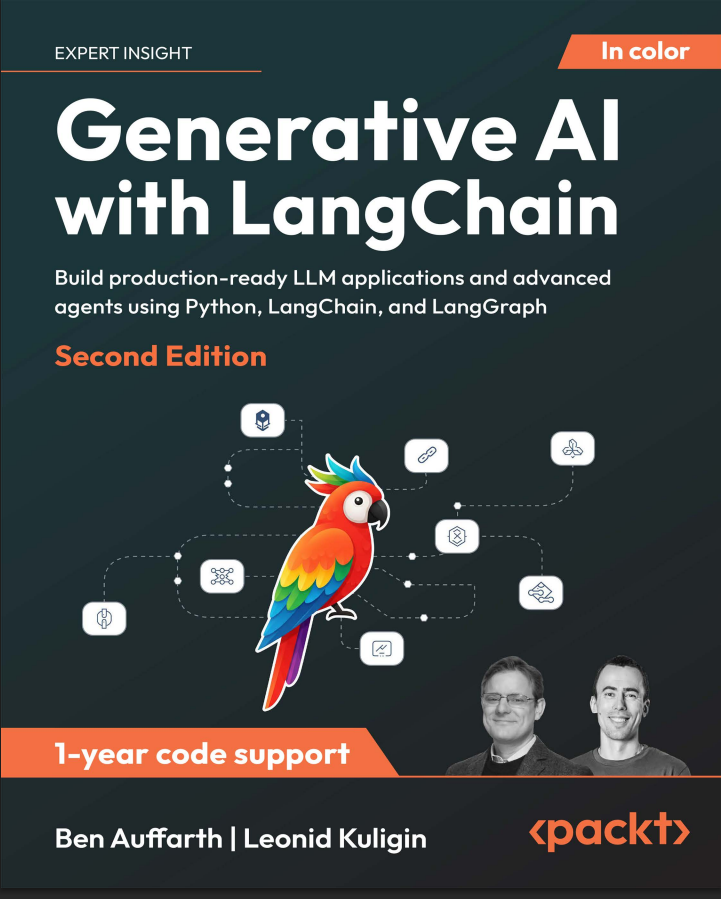 EXPERT INSIGHT
In color
Generative AI
with LangChain
Build production-ready LLM applications and advanced
agents using Python, LangChain, and LangGraph
Second Edition
1-year code support
Ben Auffarth | Leonid Kuligin
<packt>